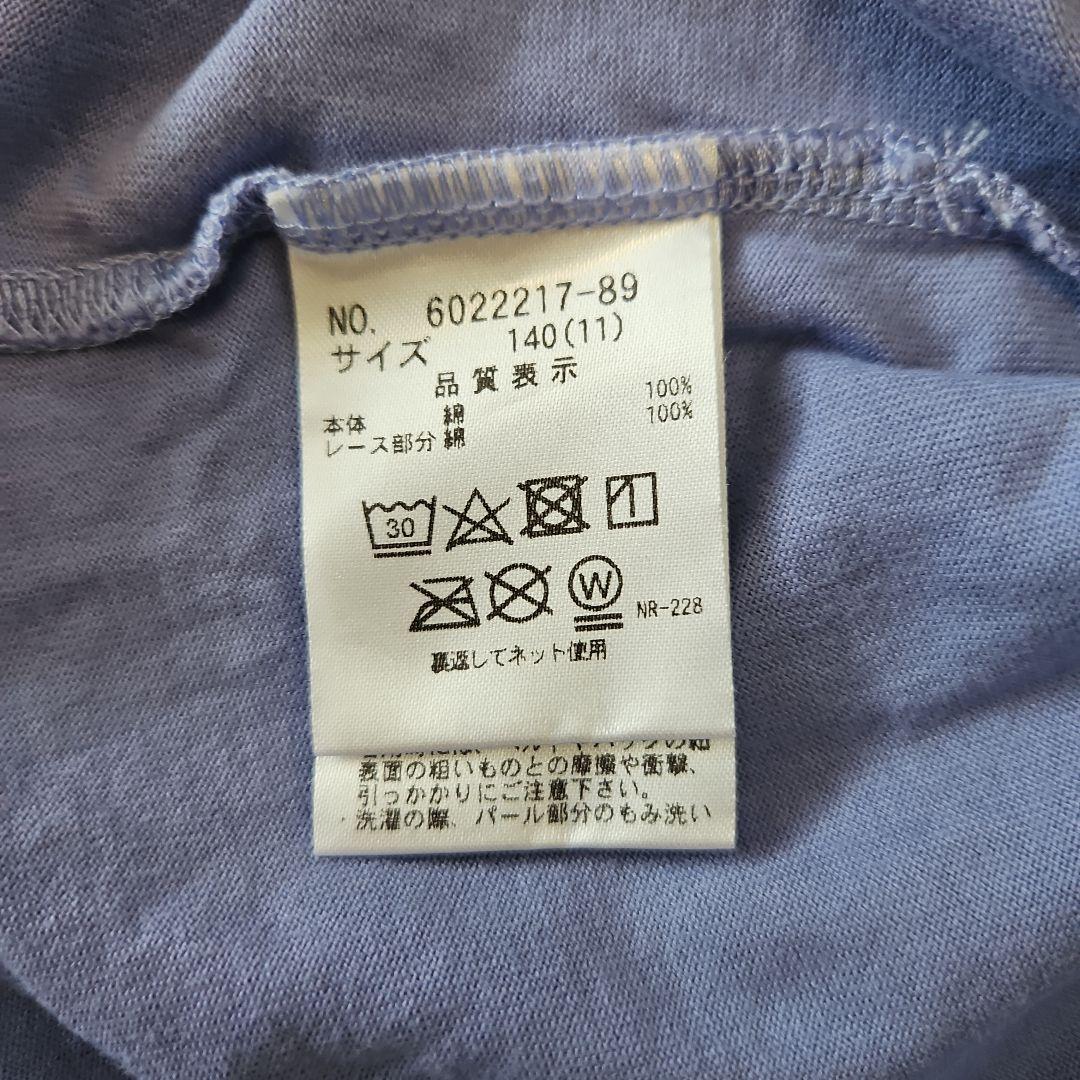 NO. 6022217-89
サイズ 140(11)
品質表示
本体 綿 100%
レース部分 綿 100%
30
1
W
NR-228
裏返してネット使用
表面の粗いものとの摩擦や衝撃、
引っかかりにご注意下さい。
・洗濯の際、パール部分のもみ洗い